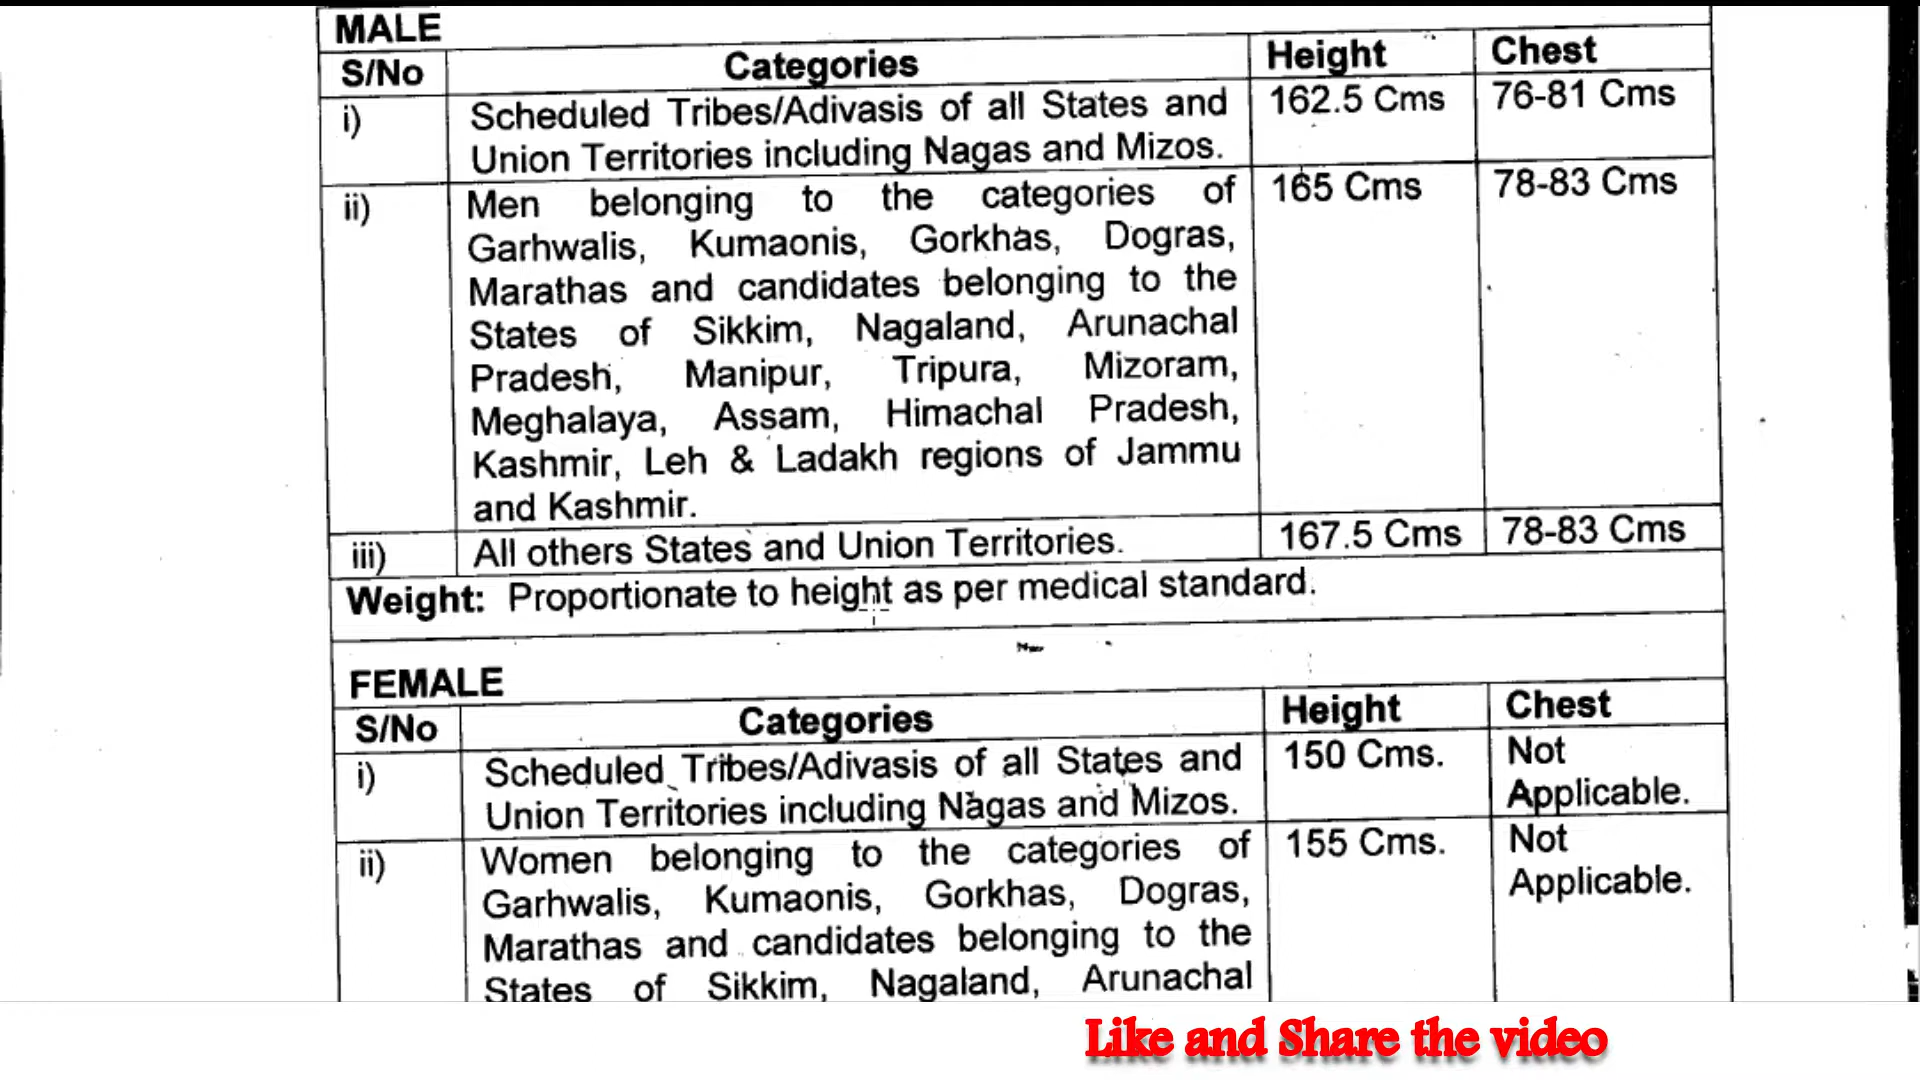 MALE
S/No Categories Height Chest
i) Scheduled Tribes/Adivasis of all States and 162.5 Cms 76-81 Cms
Union Territories including Nagas and Mizos.
ii) Men belonging to the categories of 165 Cms 78-83 Cms
Garhwalis, Kumaonis, Gorkhas, Dogras,
Marathas and candidates belonging to the
States of Sikkim, Nagaland, Arunachal
Pradesh, Manipur, Tripura, Mizoram,
Meghalaya, Assam, Himachal Pradesh,
Kashmir, Leh & Ladakh regions of Jammu
and Kashmir.
iii) All others States and Union Territories. 167.5 Cms 78-83 Cms
Weight: Proportionate to height as per medical standard.
FEMALE
S/No Categories Height Chest
i) Scheduled Tribes/Adivasis of all States and 150 Cms. Not
Union Territories including Nagas and Mizos. Applicable.
ii) Women belonging to the categories of 155 Cms. Not
Garhwalis, Kumaonis, Gorkhas, Dogras, Applicable.
Marathas and candidates belonging to the
States of Sikkim, Nagaland, Arunachal
Like and Share the video